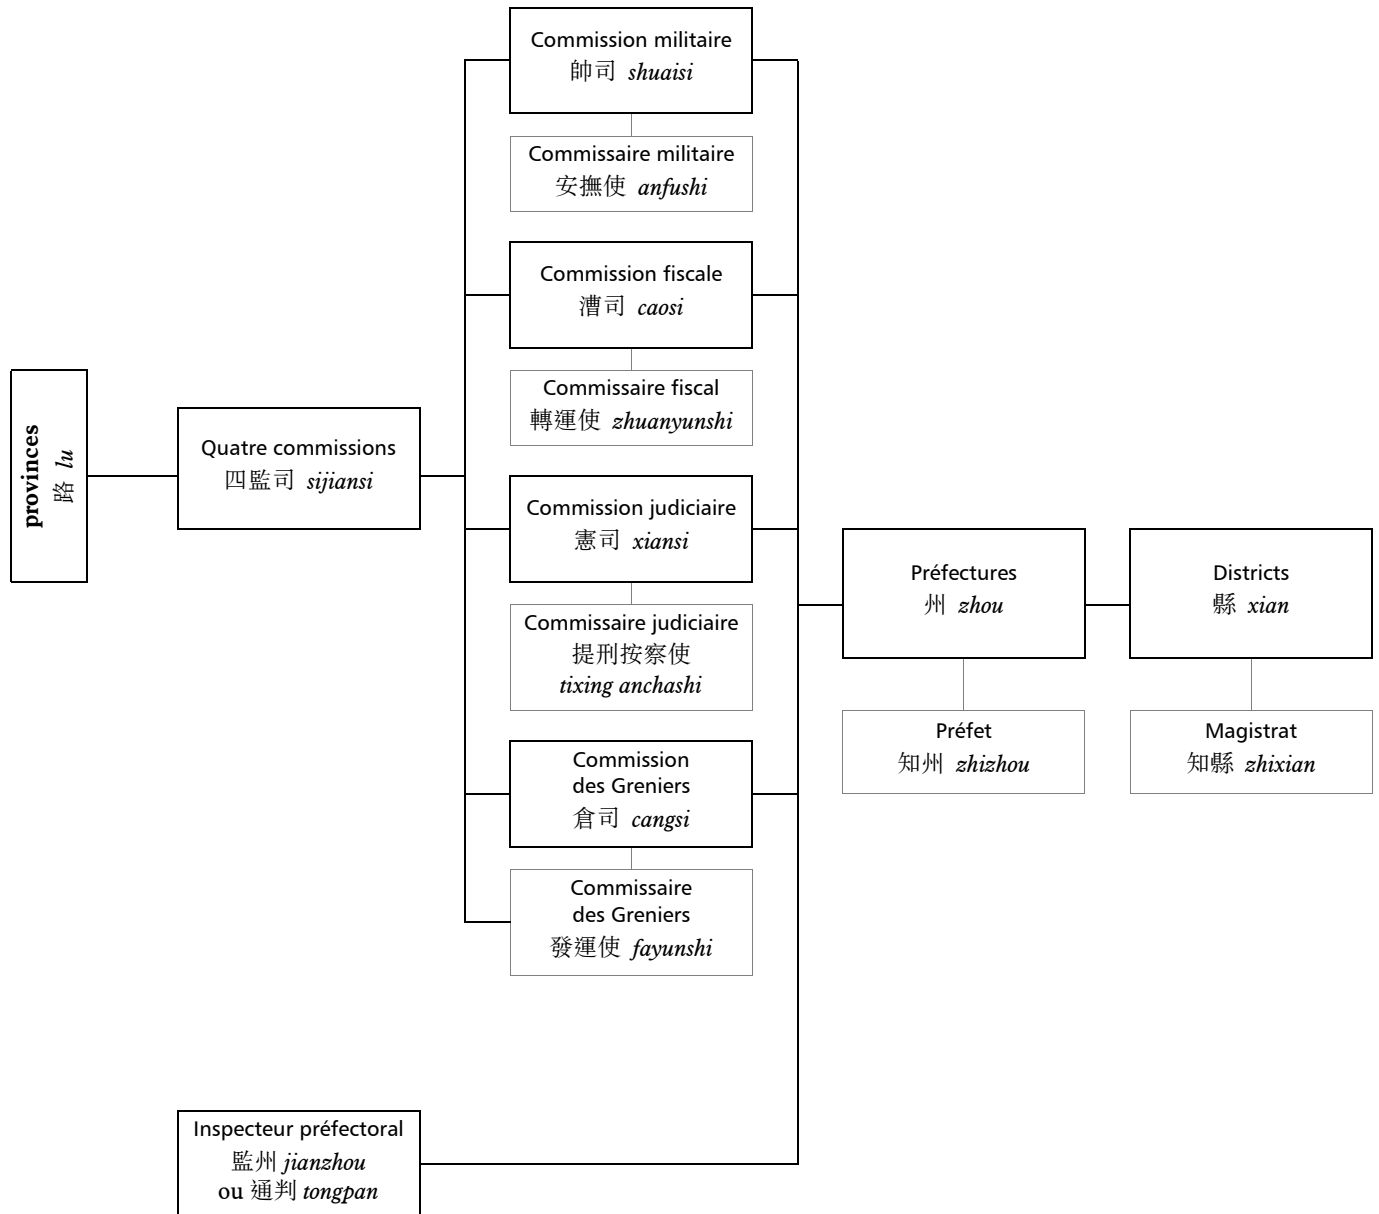 provinces
路 lu
Quatre commissions
四監司 sijiansi
Commission militaire
帥司 shuaisi
Commissaire militaire
安撫使 anfushi
Commission fiscale
漕司 caosi
Commissaire fiscal
轉運使 zhuanyunshi
Commission judiciaire
憲司 xiansi
Commissaire judiciaire
提刑按察使
tixing anchashi
Commission
des Greniers
倉司 cangsi
Commissaire
des Greniers
發運使 fayunshi
Préfectures
州 zhou
Préfet
知州 zhizhou
Districts
縣 xian
Magistrat
知縣 zhixian
Inspecteur préfectoral
監州 jianzhou
ou 通判 tongpan